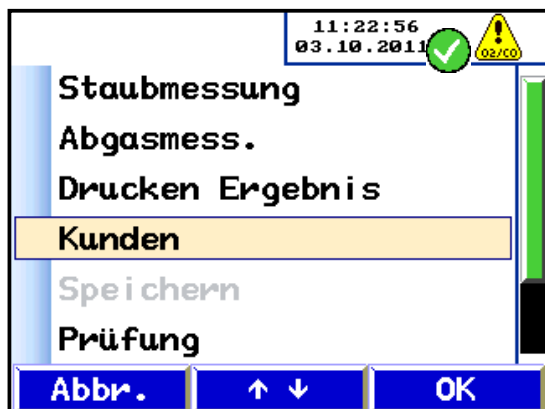 11:22:56
03.10.2011
O2/CO
Staubmessung
Abgasmess.
Drucken Ergebnis
Kunden
Speichern
Prüfung
Abbr. ↑ ↓ OK